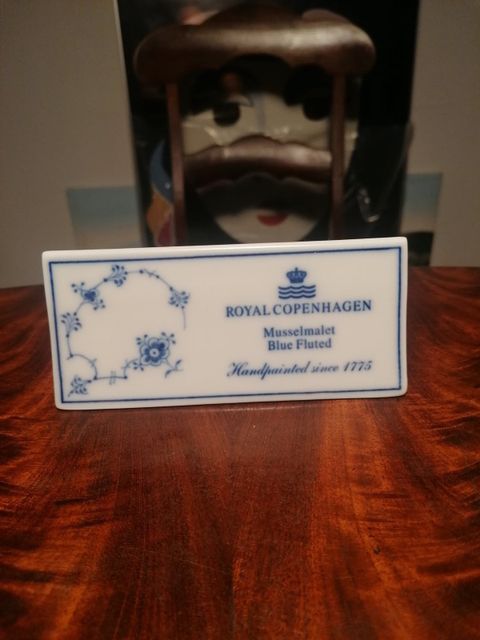 ROYAL COPENHAGEN
Musselmalet
Blue Fluted
Handpainted since 1775